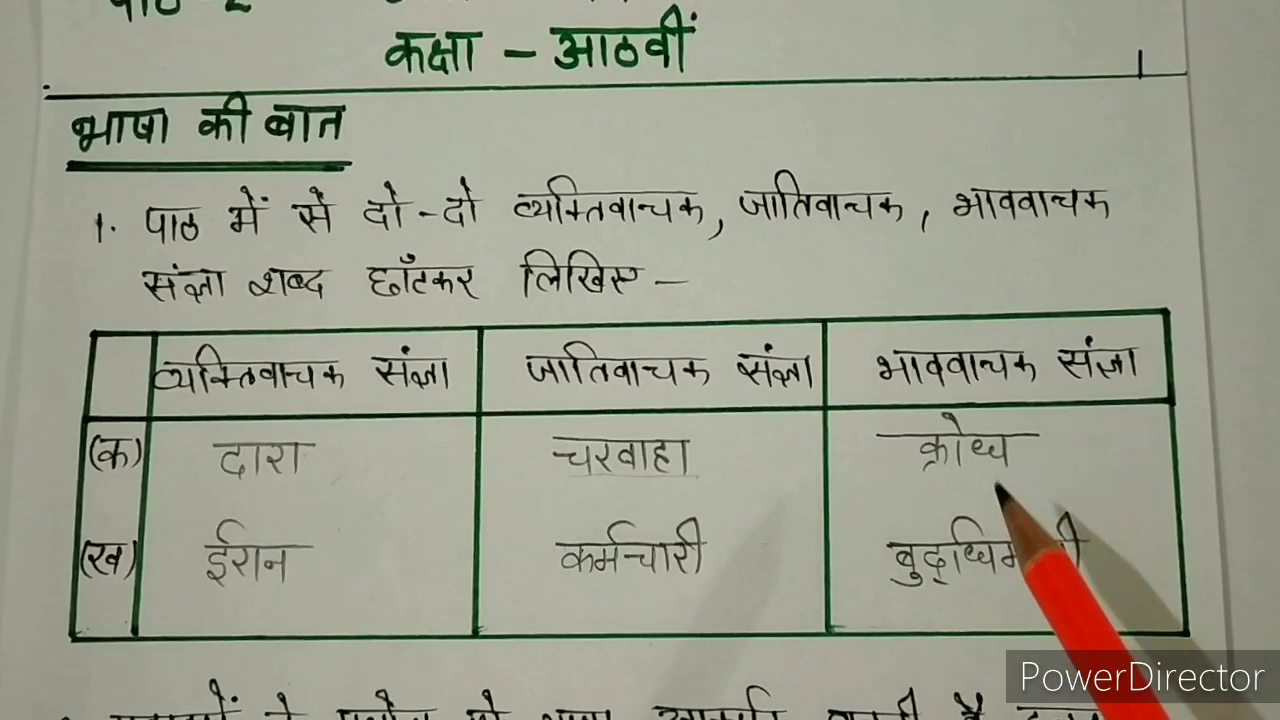 पाठ-2
कक्षा - आठवीं
भाषा की बात
1. पाठ में से दो-दो व्यक्तिवाचक, जातिवाचक, भाववाचक
संज्ञा शब्द छाँटकर लिखिए -
व्यक्तिवाचक संज्ञा जातिवाचक संज्ञा भाववाचक संज्ञा
(क) दारा चरवाहा क्रोध
(ख) ईरान कर्मचारी
PowerDirector